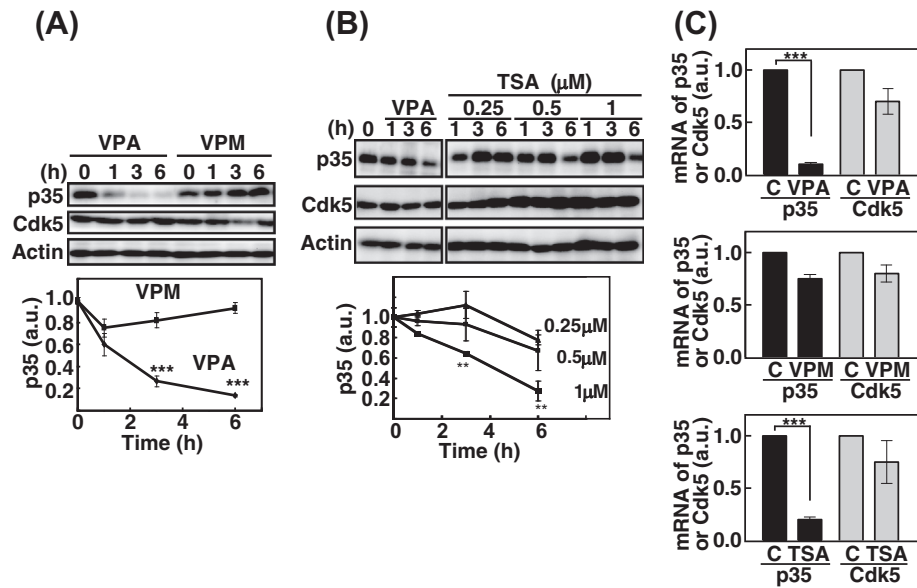 (A)
VPA VPM
(h) 0 1 3 6 0 1 3 6
p35
Cdk5
Actin
p35 (a.u.)
1.0
0.8
0.6
0.4
0.2
VPM
VPA
***
***
0 2 4 6
Time (h)
(B)
TSA (μM)
VPA 0.25 0.5 1
(h) 0 1 3 6 1 3 6 1 3 6 1 3 6
p35
Cdk5
Actin
p35 (a.u.)
1.0
0.8
0.6
0.4
0.2
0.25μM
0.5μM
1μM
**
**
0 2 4 6
Time (h)
(C)
mRNA of p35
or Cdk5 (a.u.)
1.0
0.5
0.0
***
C VPA C VPA
p35 Cdk5
mRNA of p35
or Cdk5 (a.u.)
1.0
0.5
0.0
C VPM C VPM
p35 Cdk5
mRNA of p35
or Cdk5 (a.u.)
1.0
0.5
0.0
***
C TSA C TSA
p35 Cdk5